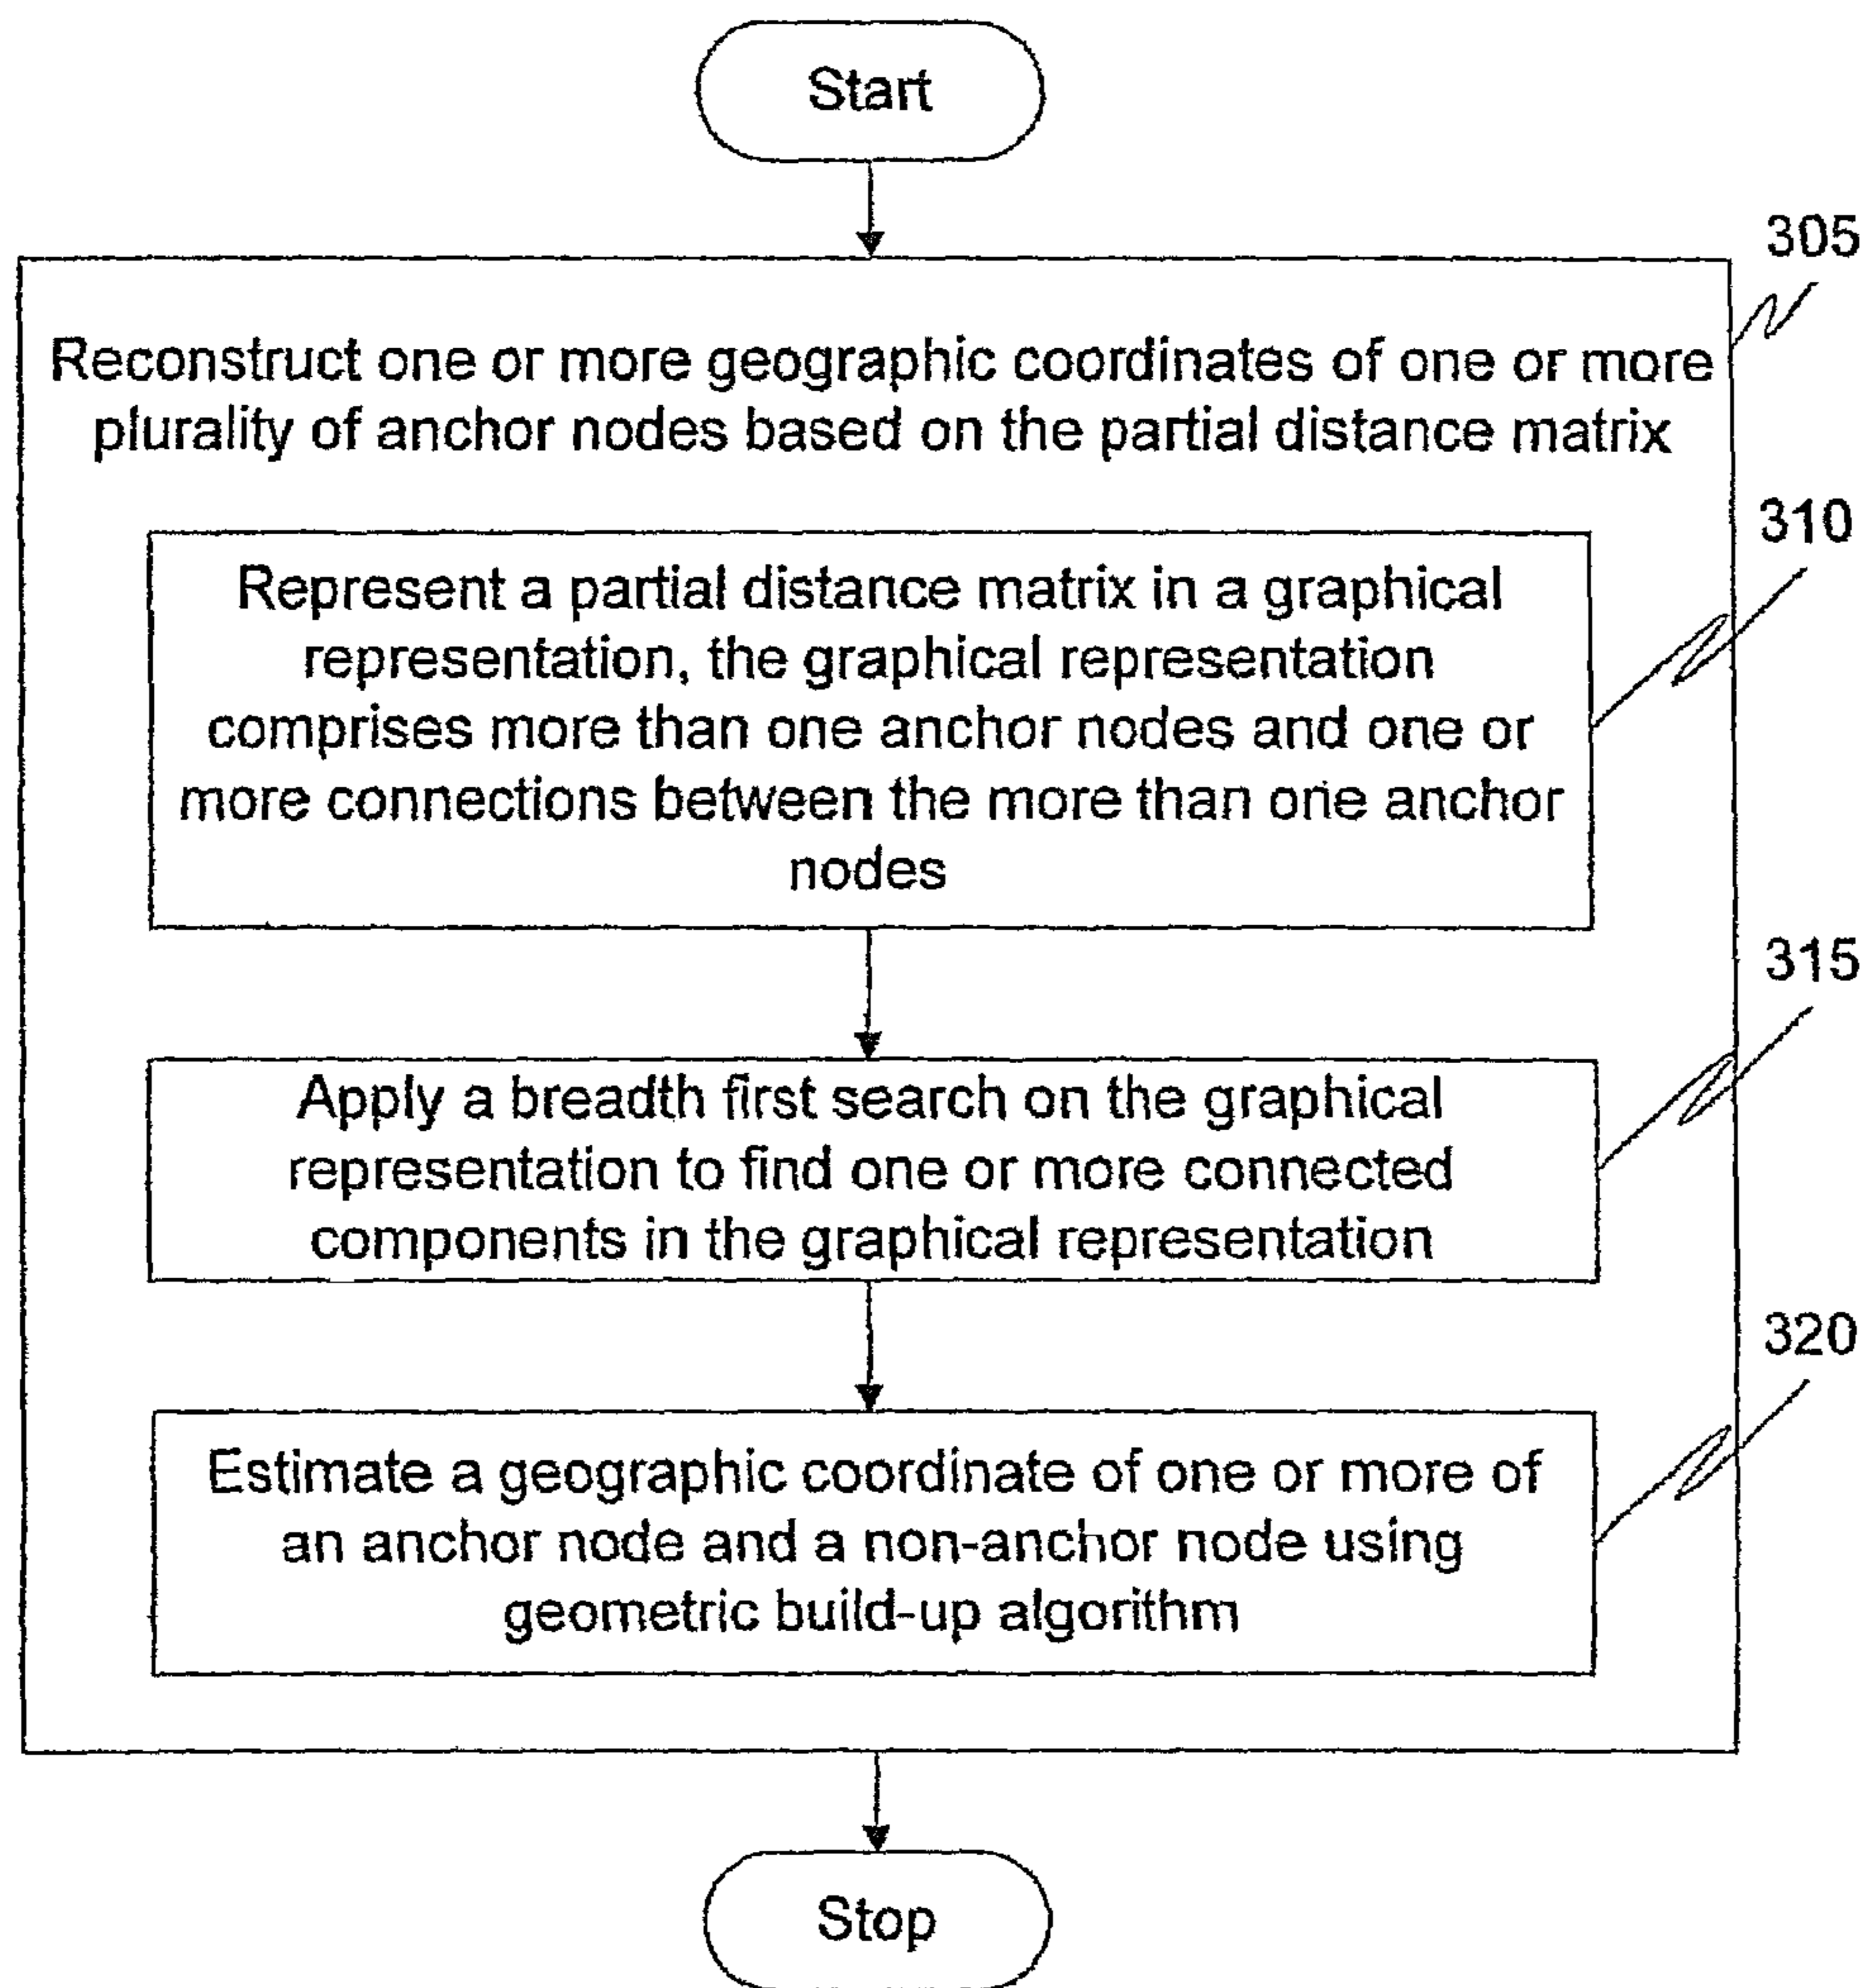 Start
305
Reconstruct one or more geographic coordinates of one or more
plurality of anchor nodes based on the partial distance matrix
310
Represent a partial distance matrix in a graphical
representation, the graphical representation
comprises more than one anchor nodes and one or
more connections between the more than one anchor
nodes
315
Apply a breadth first search on the graphical
representation to find one or more connected
components in the graphical representation
320
Estimate a geographic coordinate of one or more of
an anchor node and a non-anchor node using
geometric build-up algorithm
Stop